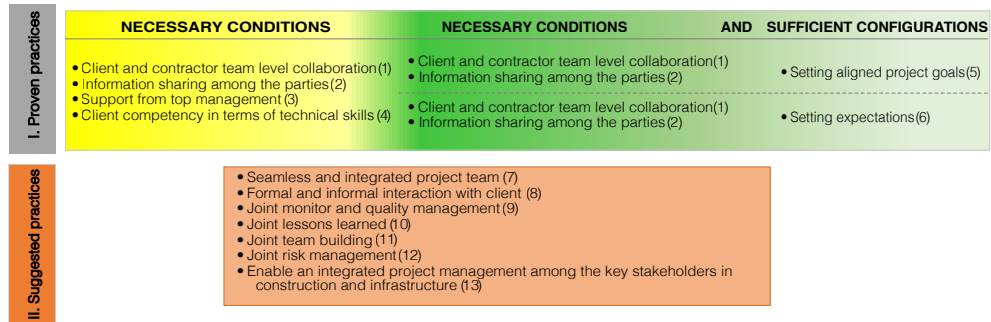 I. Proven practices
NECESSARY CONDITIONS
• Client and contractor team level collaboration(1)
• Information sharing among the parties(2)
• Support from top management (3)
• Client competency in terms of technical skills(4)
NECESSARY CONDITIONS AND SUFFICIENT CONFIGURATIONS
• Client and contractor team level collaboration(1)
• Information sharing among the parties(2)
• Setting aligned project goals(5)
• Client and contractor team level collaboration(1)
• Information sharing among the parties(2)
• Setting expectations(6)
II. Suggested practices
• Seamless and integrated project team (7)
• Formal and informal interaction with client (8)
• Joint monitor and quality management(9)
• Joint lessons learned (10)
• Joint team building(11)
• Joint risk management(12)
• Enable an integrated project management among the key stakeholders in
construction and infrastructure (13)